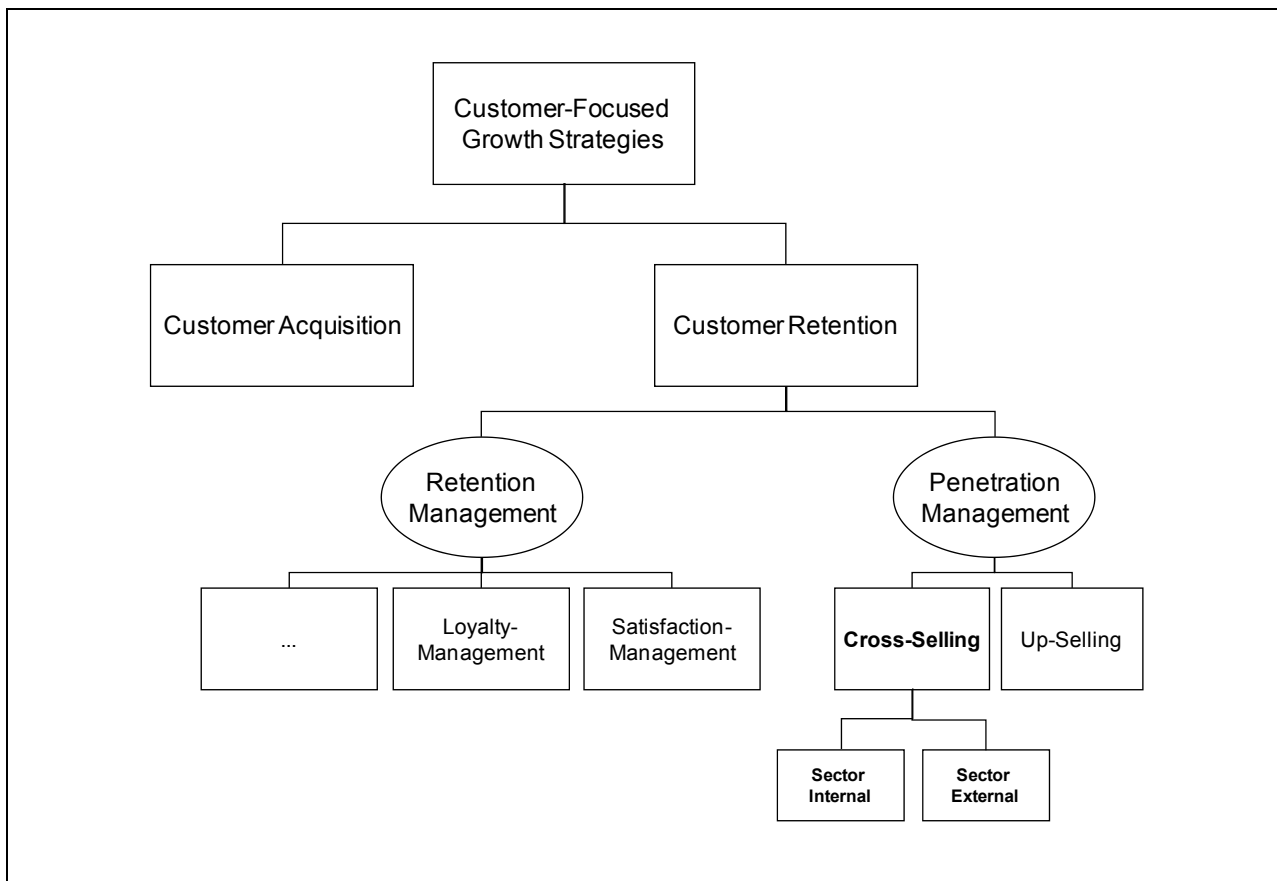 Customer-Focused
Growth Strategies
Customer Acquisition
Customer Retention
Retention
Management
Penetration
Management
...
Loyalty-
Management
Satisfaction-
Management
Cross-Selling
Up-Selling
Sector
Internal
Sector
External